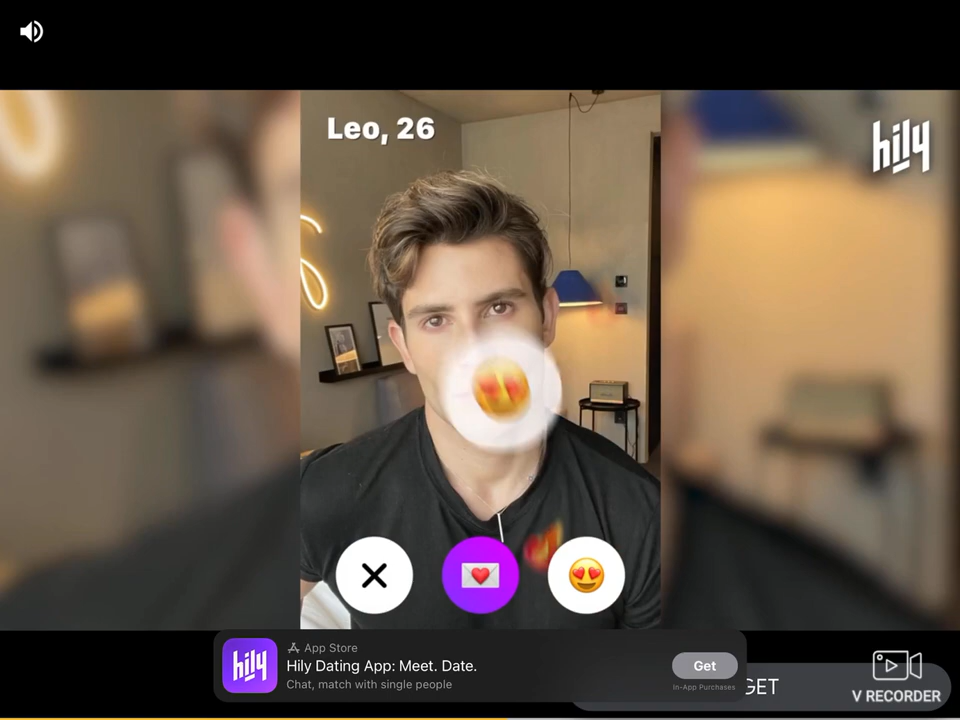 Leo, 26
hily
hily
App Store
Hily Dating App: Meet. Date.
Chat, match with single people
Get
In-App Purchases
GET
V RECORDER